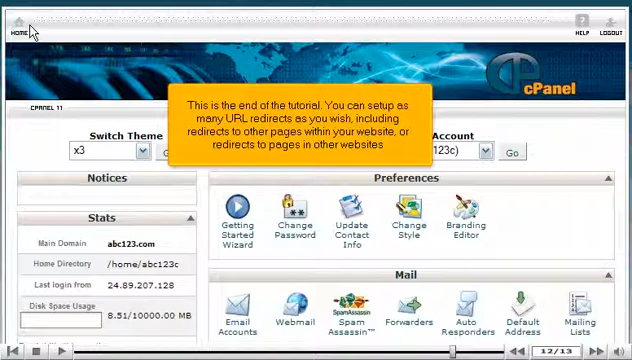 HOME
HELP
LOGOUT
cPanel
CPANEL 11
This is the end of the tutorial. You can setup as
many URL redirects as you wish, including
redirects to other pages within your website, or
redirects to pages in other websites
Switch Theme
Account
x3
123c)
Go
Notices
Stats
Main Domain
abc123.com
Home Directory
/home/abc123c
Last login from
24.89.207.128
Disk Space Usage
8.51/10000.00 MB
Preferences
Getting
Started
Wizard
Change
Password
Update
Contact
Info
Change
Style
Branding
Editor
Mail
Email
Accounts
Webmail
SpamAssassin
Spam
Assassin™
Forwarders
Auto
Responders
Default
Address
Mailing
Lists
12/13